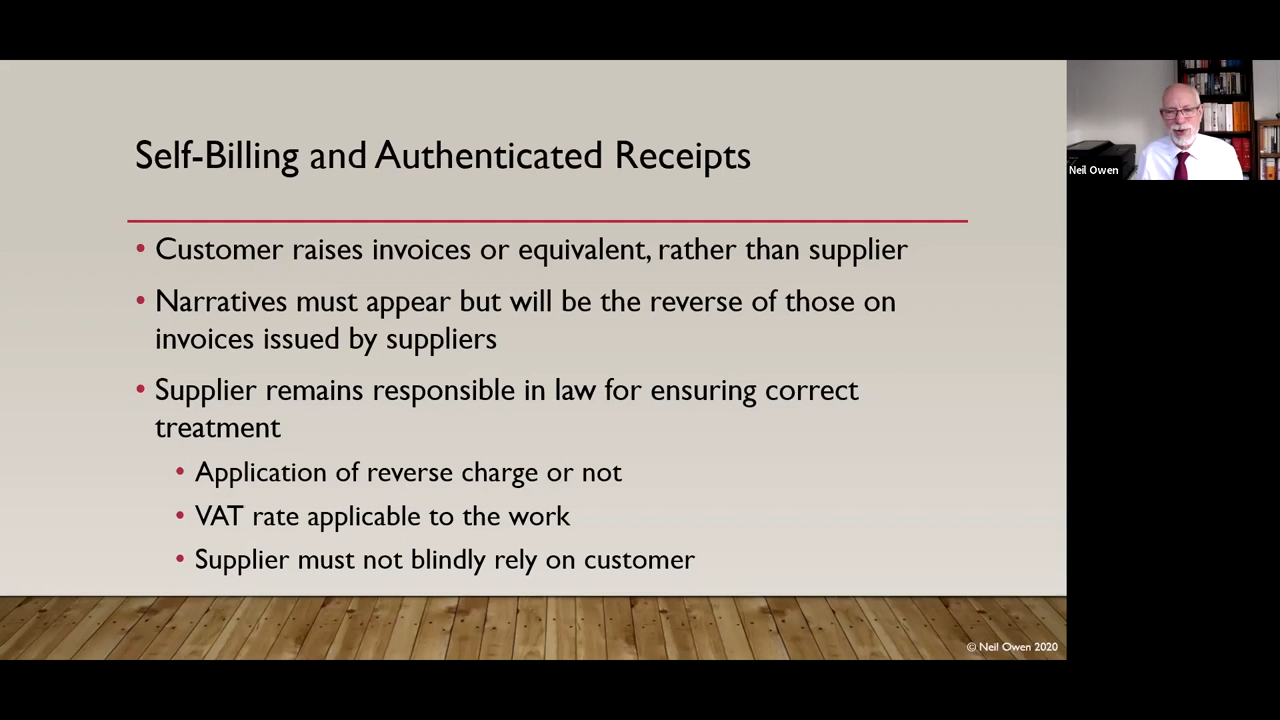 Self-Billing and Authenticated Receipts
• Customer raises invoices or equivalent, rather than supplier
• Narratives must appear but will be the reverse of those on
invoices issued by suppliers
• Supplier remains responsible in law for ensuring correct
treatment
• Application of reverse charge or not
• VAT rate applicable to the work
• Supplier must not blindly rely on customer
© Neil Owen 2020
Neil Owen